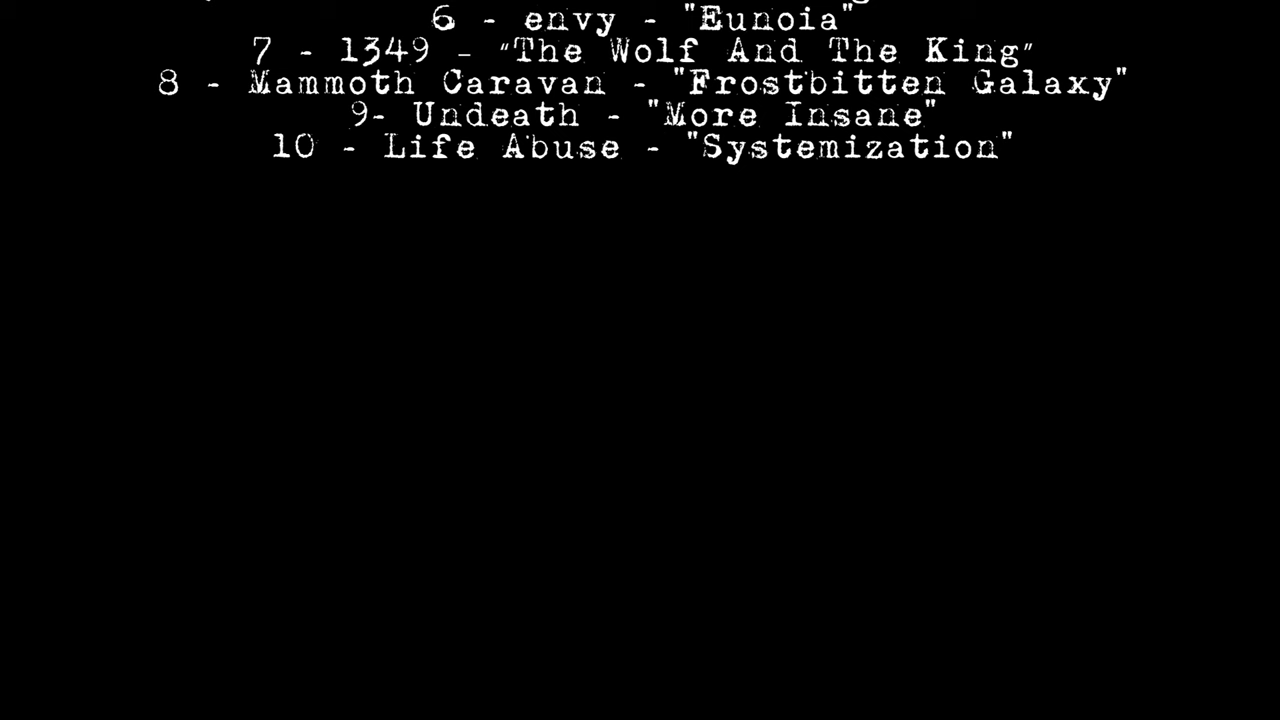 6 - envy - "Eunoia"
7 - 1349 - "The Wolf And The King"
8 - Mammoth Caravan - "Frostbitten Galaxy"
9- Undeath - "More Insane"
10 - Life Abuse - "Systemization"